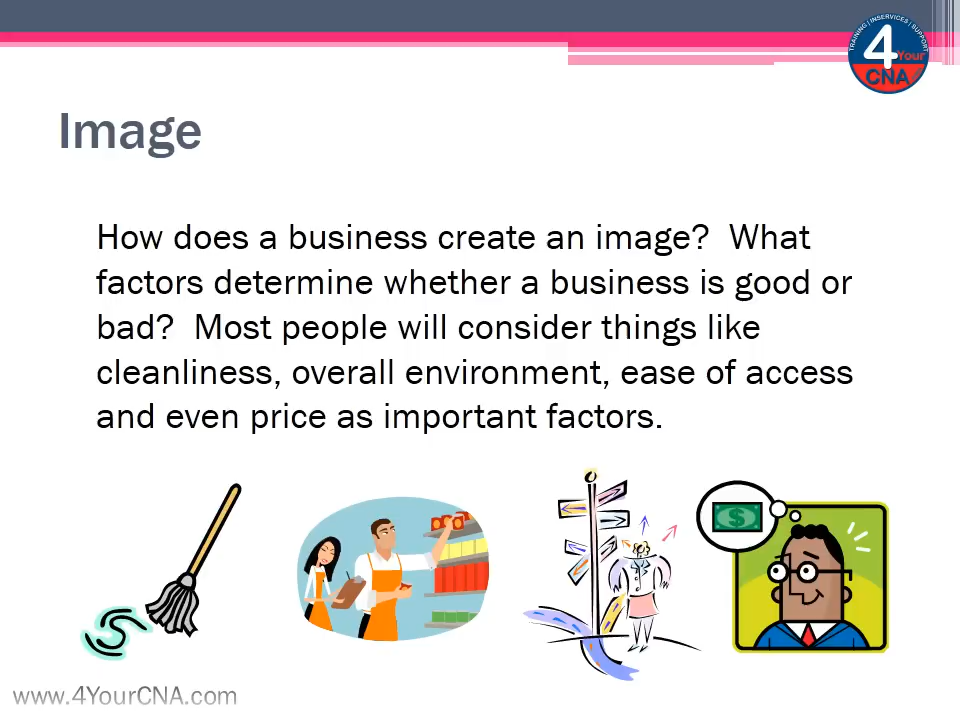 TRAINING | INSERVICES | SUPPORT
4
Your
CNA
Image
How does a business create an image?  What
factors determine whether a business is good or
bad?  Most people will consider things like
cleanliness, overall environment, ease of access
and even price as important factors.
$
www.4YourCNA.com